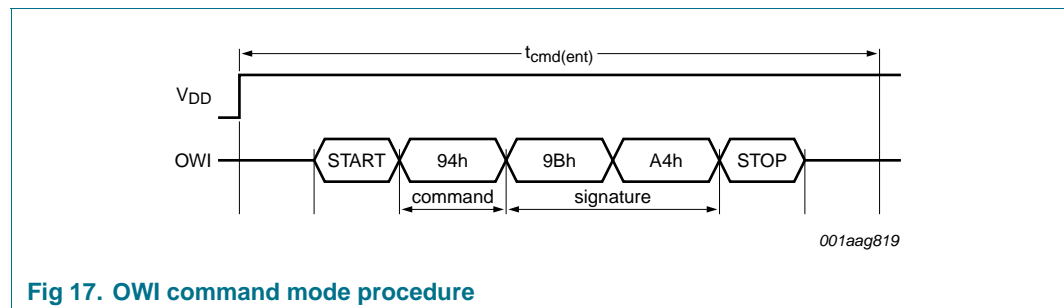 tcmd(ent)
VDD
OWI
START
94h
9Bh
A4h
STOP
command
signature
001aag819
Fig 17. OWI command mode procedure